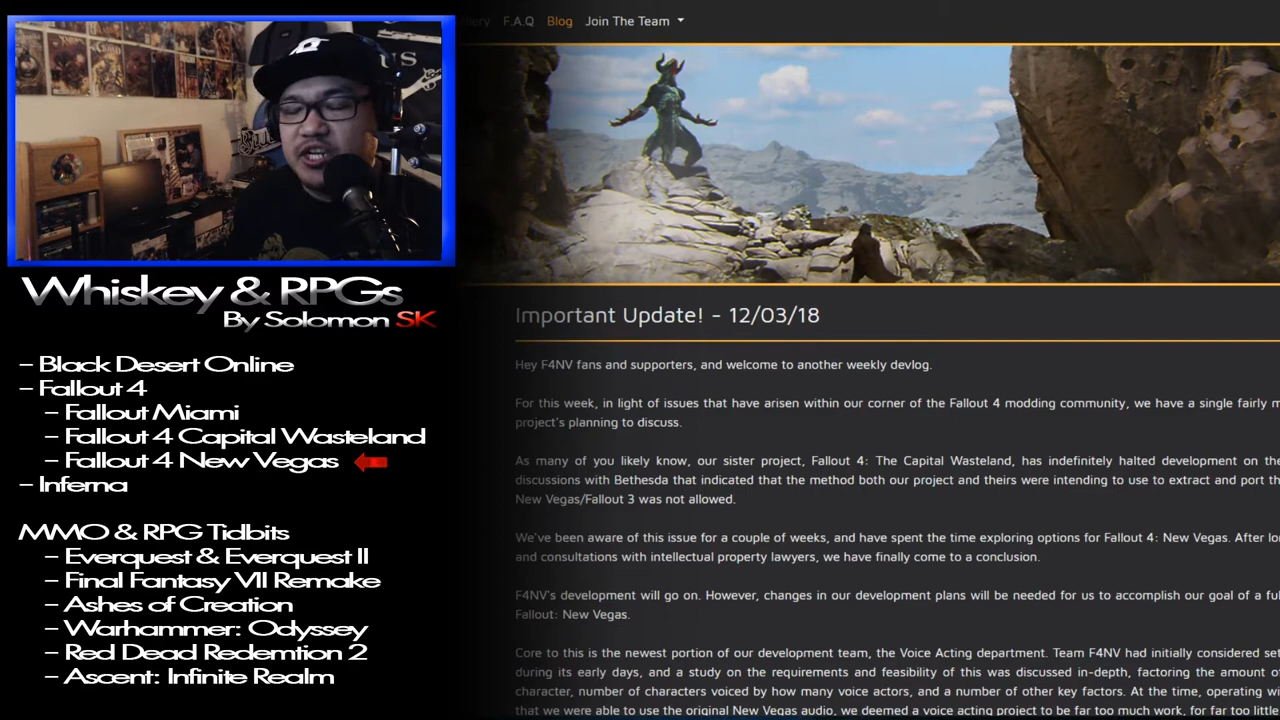 US
F.A.Q Blog Join The Team
Whiskey & RPGs
By Solomon SK
- Black Desert Online
- Fallout 4
- Fallout Miami
- Fallout 4 Capital Wasteland
- Fallout 4 New Vegas
- Inferna
MMO & RPG Tidbits
- Everquest & Everquest II
- Final Fantasy VII Remake
- Ashes of Creation
- Warhammer: Odyssey
- Red Dead Redemtion 2
- Ascent: Infinite Realm
Important Update! - 12/03/18
Hey F4NV fans and supporters, and welcome to another weekly devlog.
For this week, in light of issues that have arisen within our corner of the Fallout 4 modding community, we have a single fairly
project's planning to discuss.
As many of you likely know, our sister project, Fallout 4: The Capital Wasteland, has indefinitely halted development on
discussions with Bethesda that indicated that the method both our project and theirs were intending to use to extract and port
New Vegas/Fallout 3 was not allowed.
We've been aware of this issue for a couple of weeks, and have spent the time exploring options for Fallout 4: New Vegas. After
and consultations with intellectual property lawyers, we have finally come to a conclusion.
F4NV's development will go on. However, changes in our development plans will be needed for us to accomplish our goal of a
Fallout: New Vegas.
Core to this is the newest portion of our development team, the Voice Acting department. Team F4NV had initially considered
during its early days, and a study on the requirements and feasibility of this was discussed in-depth, factoring the amount of
character, number of characters voiced by how many voice actors, and a number of other key factors. At the time, operating
that we were able to use the original New Vegas audio, we deemed a voice acting project to be far too much work, for far too little